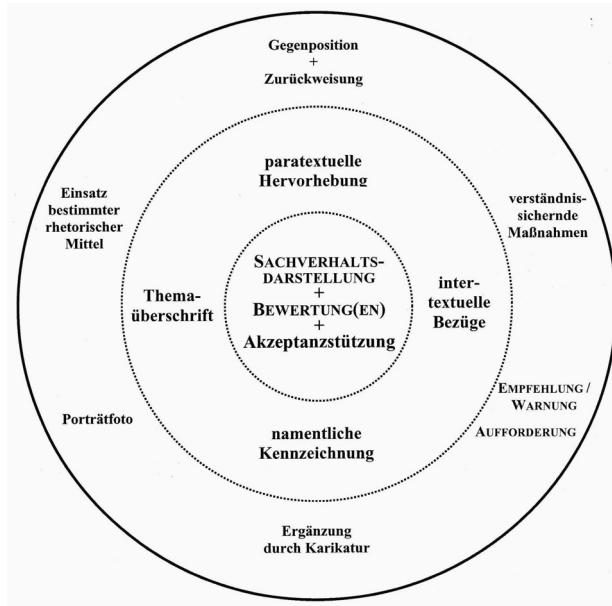 Gegenposition
+
Zurückweisung
paratextuelle
Hervorhebung
Einsatz
bestimmter
rhetorischer
Mittel
verständnis-
sichernde
Maßnahmen
SACHVERHALTS-
DARSTELLUNG
+
BEWERTUNG(EN)
+
Akzeptanzstützung
Thema-
überschrift
inter-
textuelle
Bezüge
EMPFEHLUNG /
WARNUNG
AUFFORDERUNG
Porträtfoto
namentliche
Kennzeichnung
Ergänzung
durch Karikatur